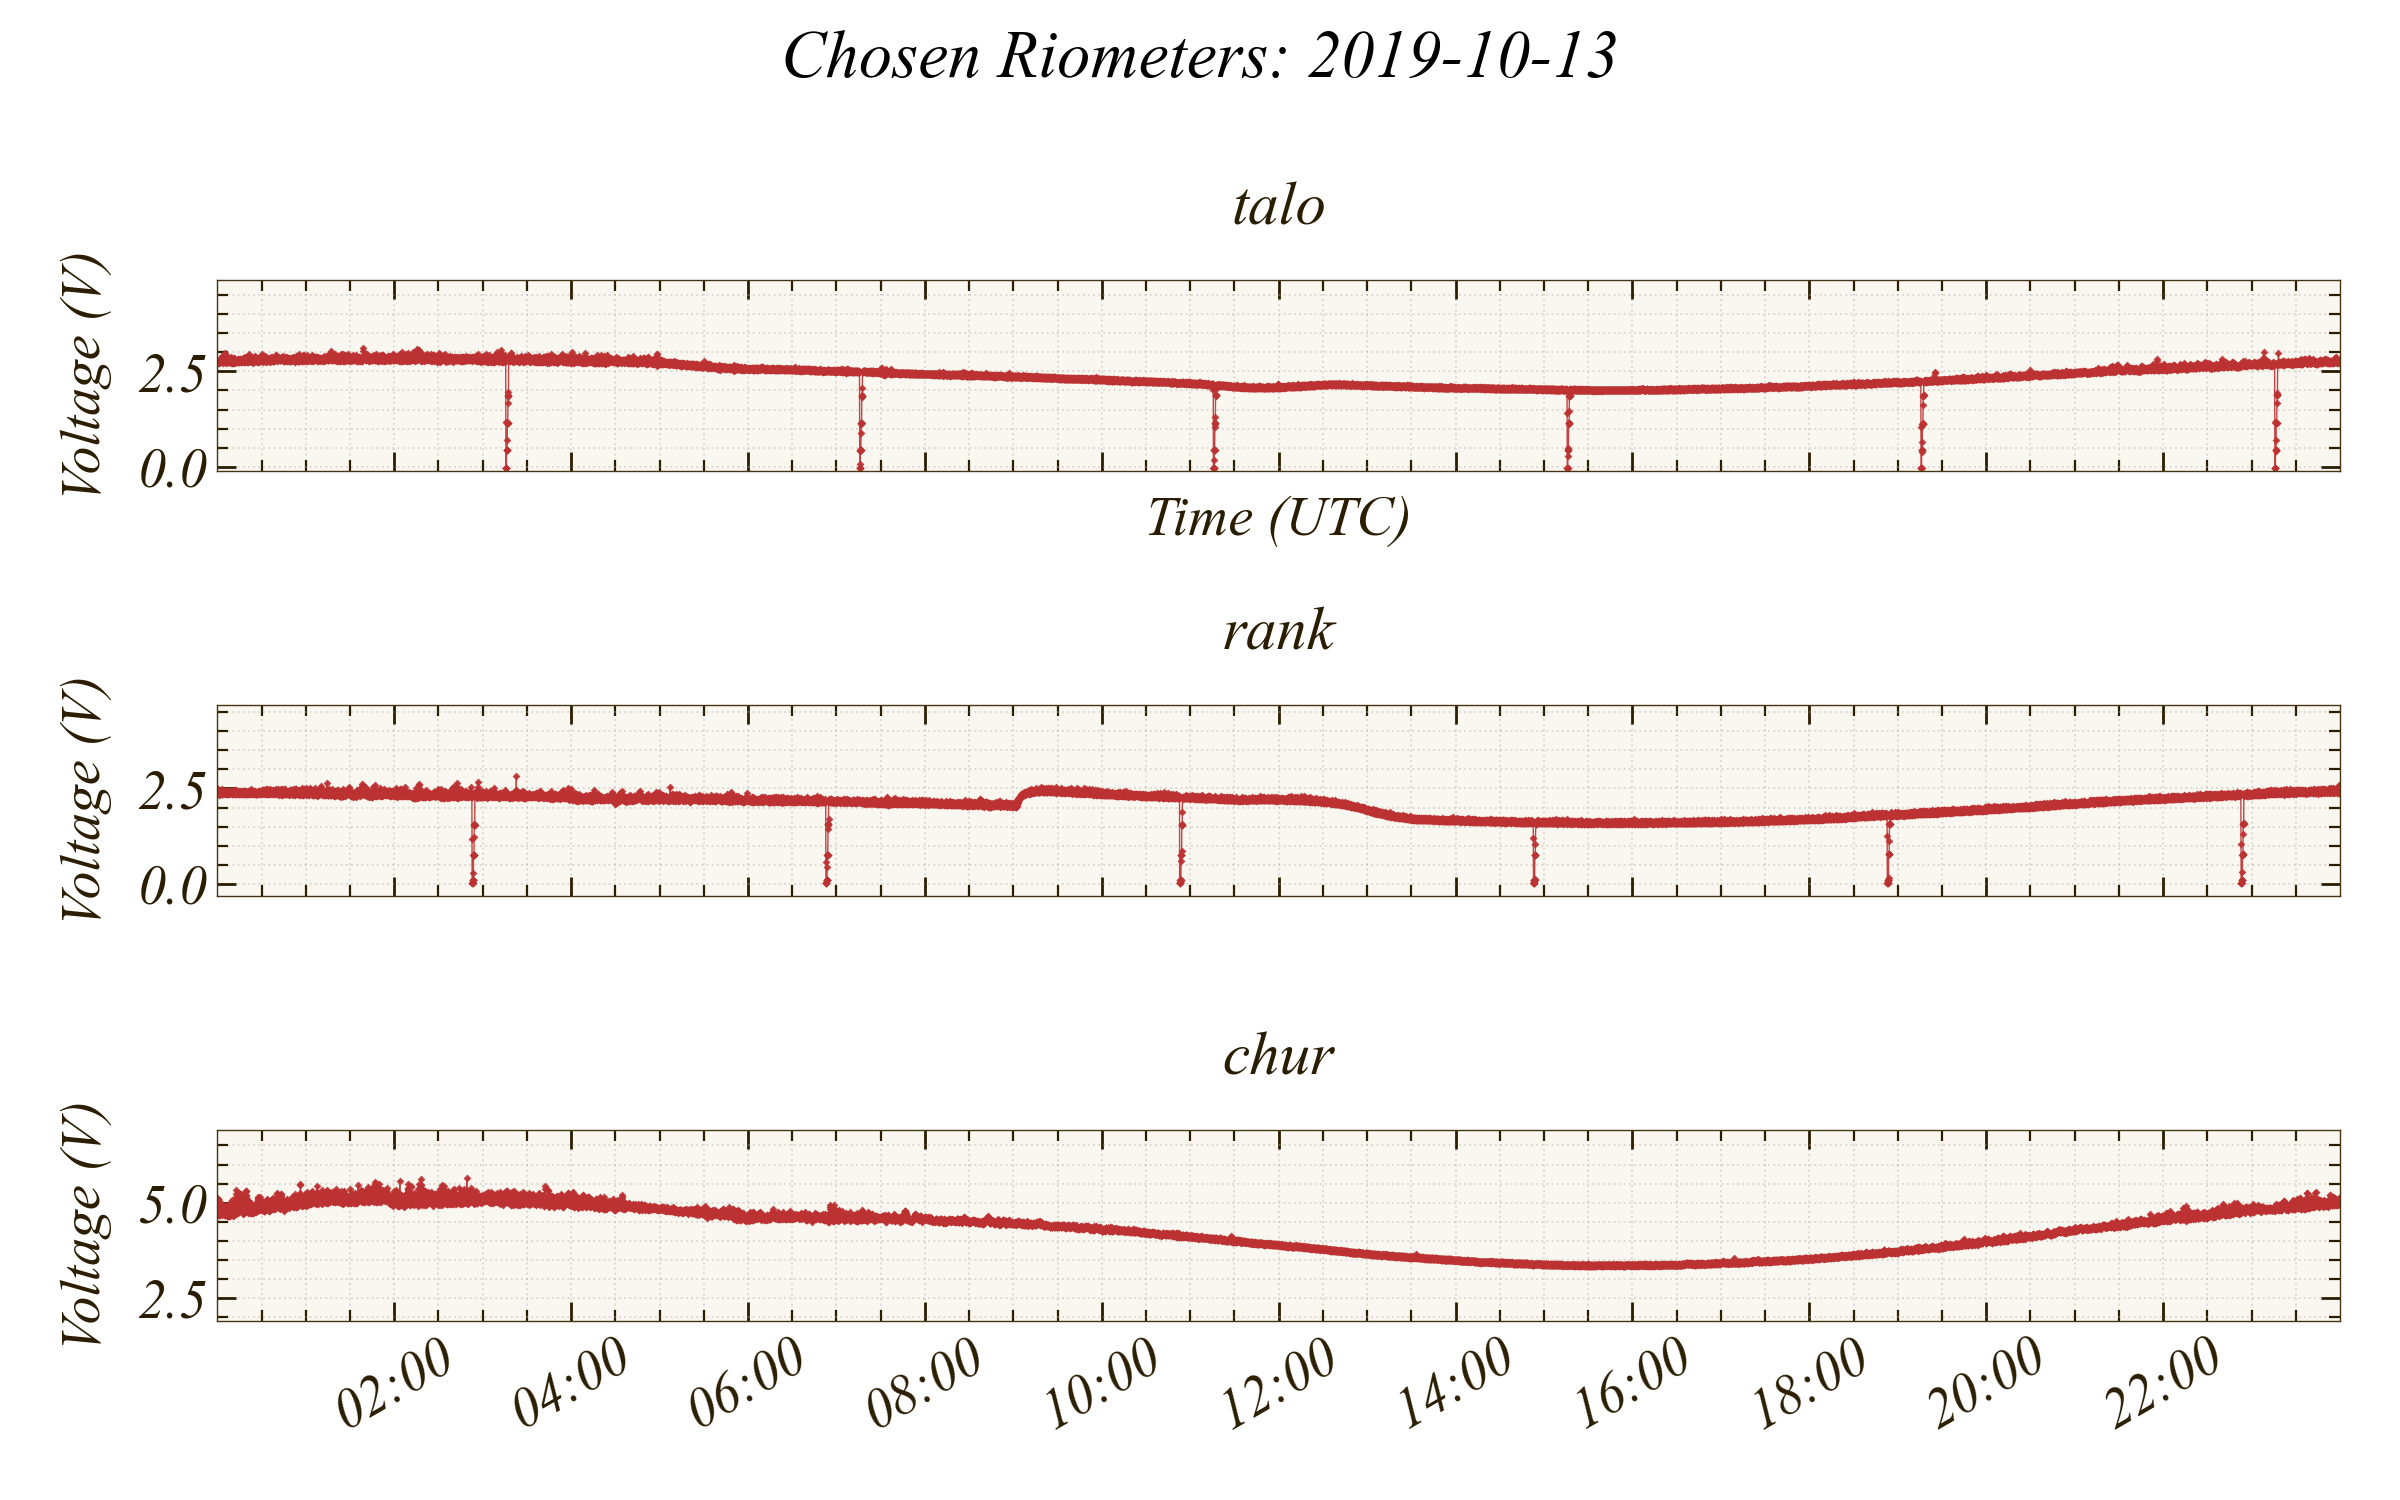 Chosen Riometers: 2019-10-13
talo
Voltage (V)
2.5
0.0
Time (UTC)
rank
Voltage (V)
2.5
0.0
chur
Voltage (V)
5.0
2.5
02:00 04:00 06:00 08:00 10:00 12:00 14:00 16:00 18:00 20:00 22:00